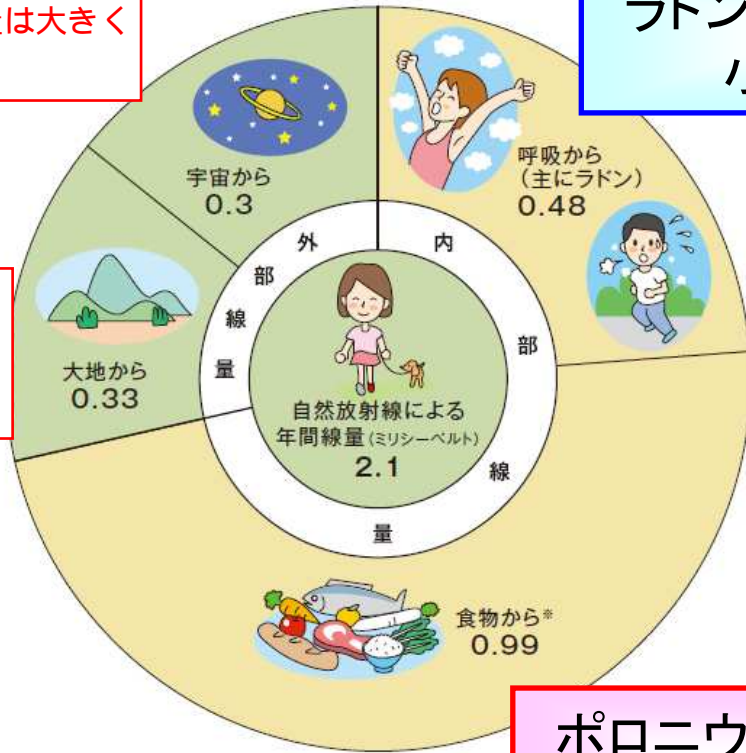 は大きく
ラドン
宇宙から
0.3
呼吸から
(主にラドン)
0.48
大地から
0.33
外部線量
内部線量
自然放射線による
年間線量(ミリシーベルト)
2.1
食物から※
0.99
ポロニウ